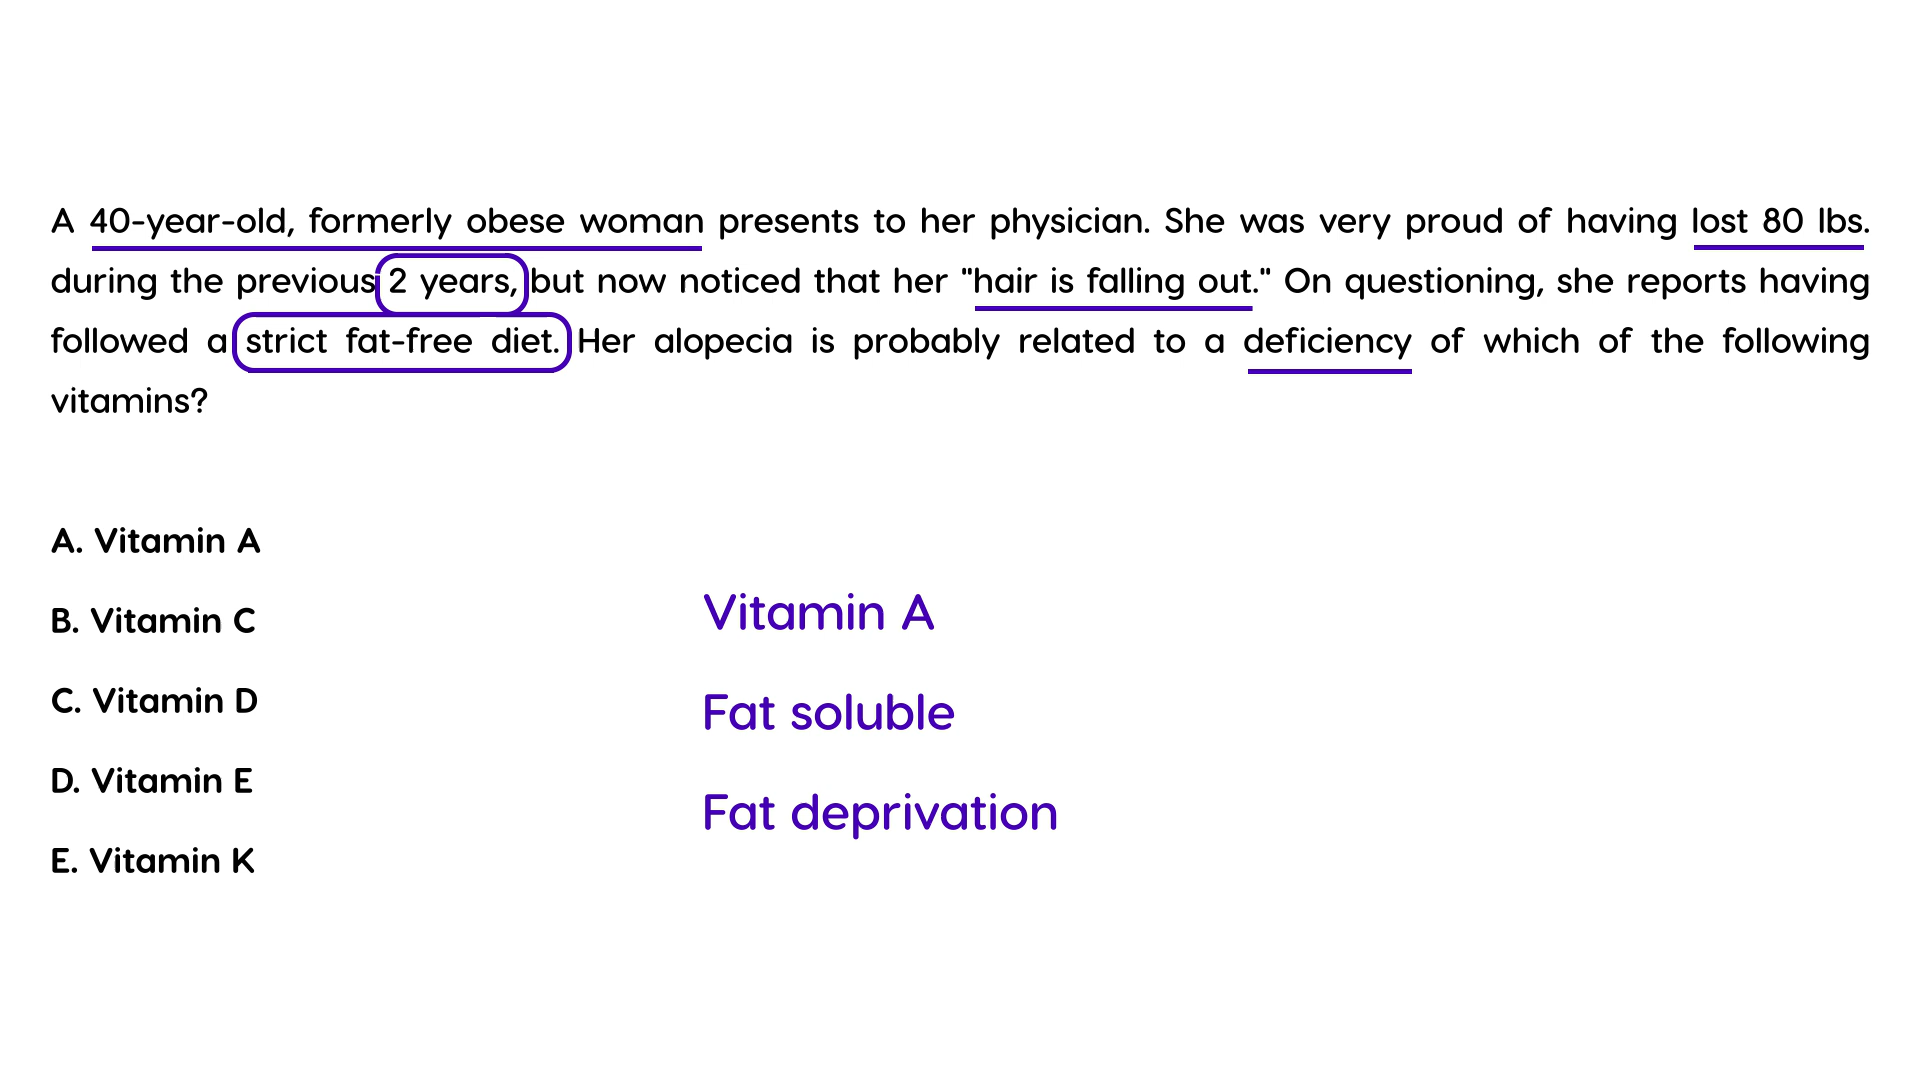 A 40-year-old, formerly obese woman presents to her physician. She was very proud of having lost 80 lbs.
during the previous 2 years, but now noticed that her "hair is falling out." On questioning, she reports having
followed a strict fat-free diet. Her alopecia is probably related to a deficiency of which of the following
vitamins?
A. Vitamin A
B. Vitamin C
C. Vitamin D
D. Vitamin E
E. Vitamin K
Vitamin A
Fat soluble
Fat deprivation